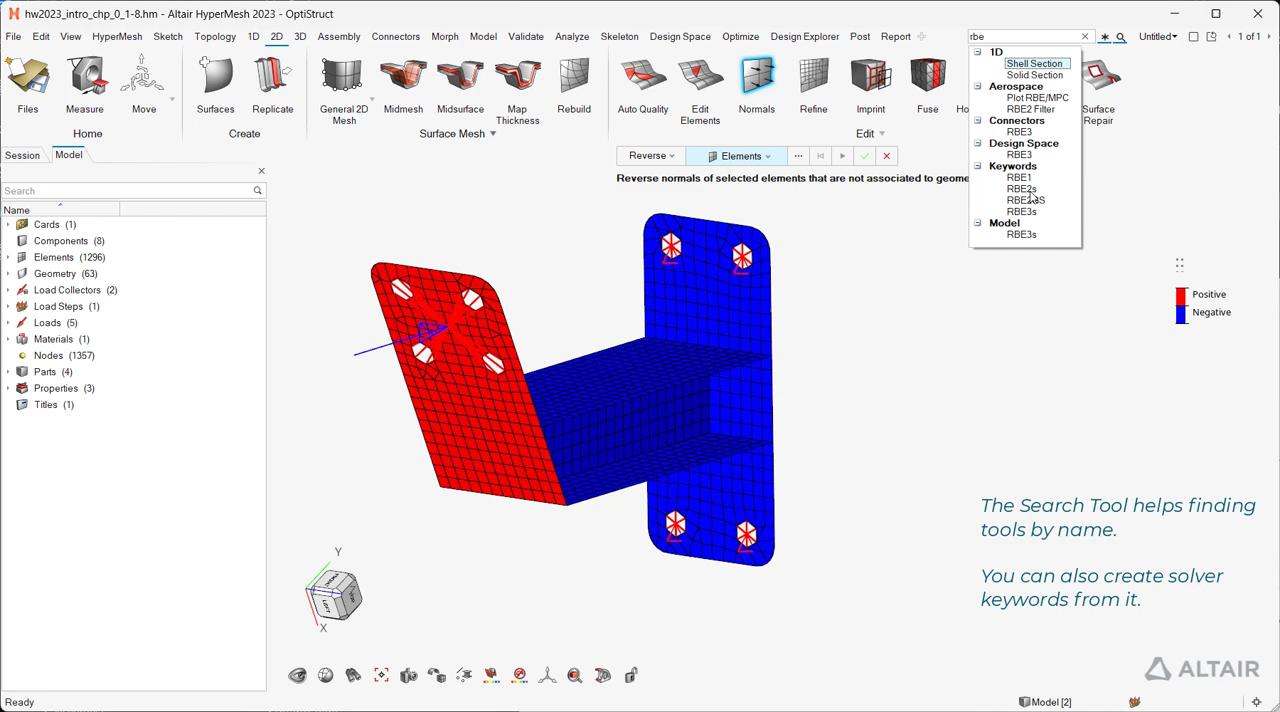 hw2023_intro_chp_0_1-8.hm - Altair HyperMesh 2023 - OptiStruct
File Edit View HyperMesh Sketch Topology 1D 2D 3D Assembly Connectors Morph Model Validate Analyze Skeleton Design Space Optimize Design Explorer Post Report rbe Untitled 1 of 1
Files Measure Move Surfaces Replicate General 2D Mesh Midmesh Midsurface Map Thickness Rebuild Auto Quality Edit Elements Normals Refine Imprint Fuse Surface Repair
Home Create Surface Mesh Edit
1D
Shell Section
Solid Section
Aerospace
Plot RBE/MPC
RBE2 Filter
Connectors
RBE3
Design Space
RBE3
Keywords
RBE1
RBE2s
RBE3s
Model
RBE3s
Session Model
Reverse Elements
Reverse normals of selected elements that are not associated to geome
Search
Name
Cards (1)
Components (8)
Elements (1296)
Geometry (63)
Load Collectors (2)
Load Steps (1)
Loads (5)
Materials (1)
Nodes (1357)
Parts (4)
Properties (3)
Titles (1)
Positive
Negative
The Search Tool helps finding
tools by name.
You can also create solver
keywords from it.
Y
X
ALTAIR
Ready
Model [2]